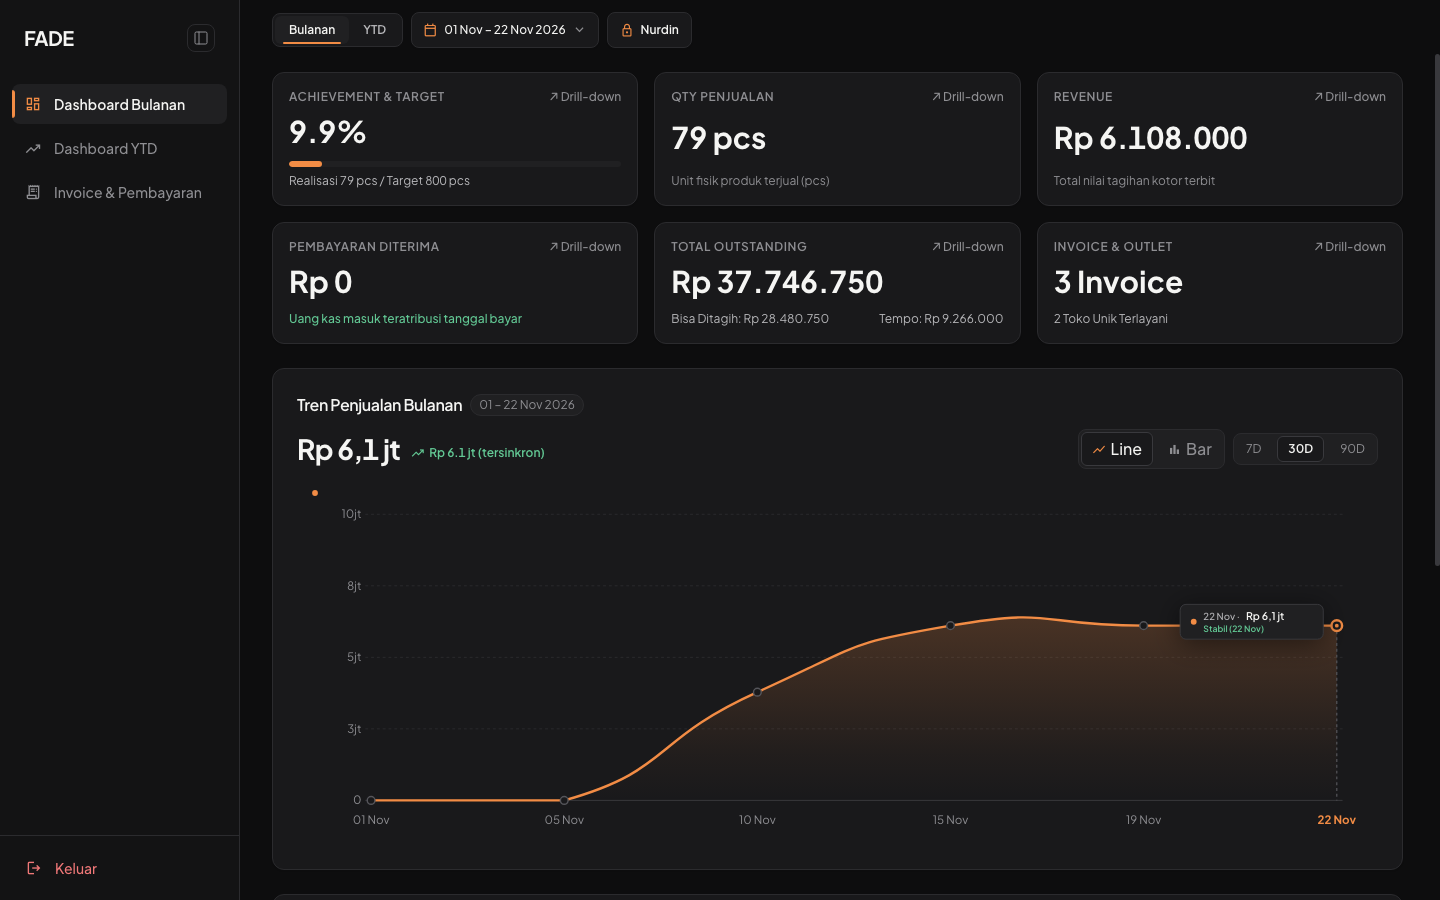 FADE
Dashboard Bulanan
Dashboard YTD
Invoice & Pembayaran
Keluar
Bulanan YTD 01 Nov – 22 Nov 2026 Nurdin
ACHIEVEMENT & TARGET Drill-down
9.9%
Realisasi 79 pcs / Target 800 pcs
QTY PENJUALAN Drill-down
79 pcs
Unit fisik produk terjual (pcs)
REVENUE Drill-down
Rp 6.108.000
Total nilai tagihan kotor terbit
PEMBAYARAN DITERIMA Drill-down
Rp 0
Uang kas masuk teratribusi tanggal bayar
TOTAL OUTSTANDING Drill-down
Rp 37.746.750
Bisa Ditagih: Rp 28.480.750 Tempo: Rp 9.266.000
INVOICE & OUTLET Drill-down
3 Invoice
2 Toko Unik Terlayani
Tren Penjualan Bulanan 01 – 22 Nov 2026
Rp 6,1 jt Rp 6.1 jt (tersinkron)
Line Bar 7D 30D 90D
10jt
8jt
5jt
3jt
0
22 Nov · Rp 6,1 jt
Stabil (22 Nov)
01 Nov 05 Nov 10 Nov 15 Nov 19 Nov 22 Nov